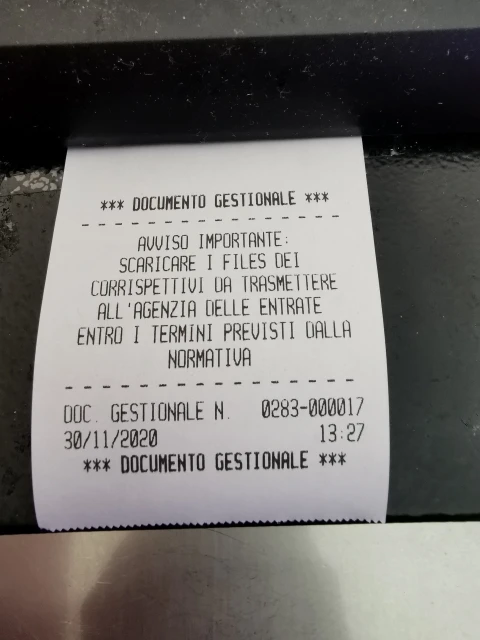 *** DOCUMENTO GESTIONALE ***
- - - - - - - - - - - - - - - - - -
AVVISO IMPORTANTE:
SCARICARE I FILES DEI
CORRISPETTIVI DA TRASMETTERE
ALL'AGENZIA DELLE ENTRATE
ENTRO I TERMINI PREVISTI DALLA
NORMATIVA
- - - - - - - - - - - - - - - - - -
DOC. GESTIONALE N. 0283-000017
30/11/2020 13:27
*** DOCUMENTO GESTIONALE ***